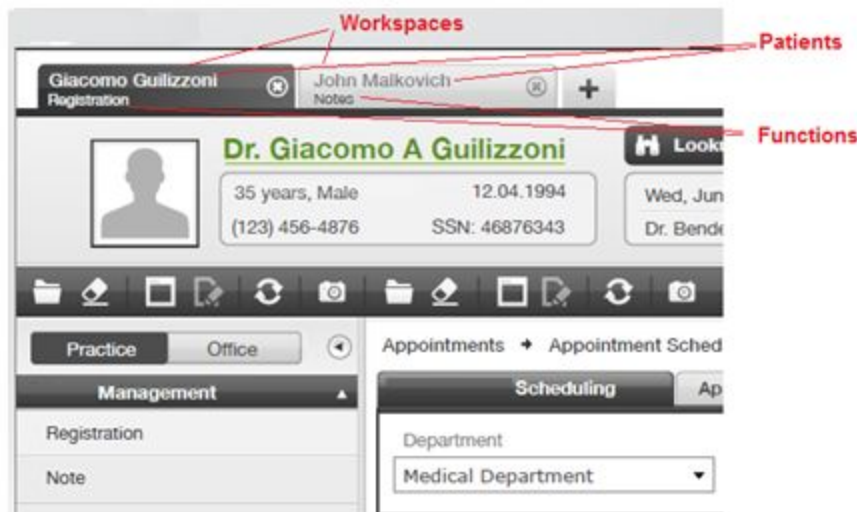 Workspaces
Patients
Giacomo Guilizzoni
Registration
John Malkovich
Notes
Functions
Dr. Giacomo A Guilizzoni
35 years, Male 12.04.1994
(123) 456-4876 SSN: 46876343
Wed, Jun
Dr. Bende
Practice Office
Appointments Appointment Sched
Management
Scheduling Ap
Registration
Department
Note
Medical Department